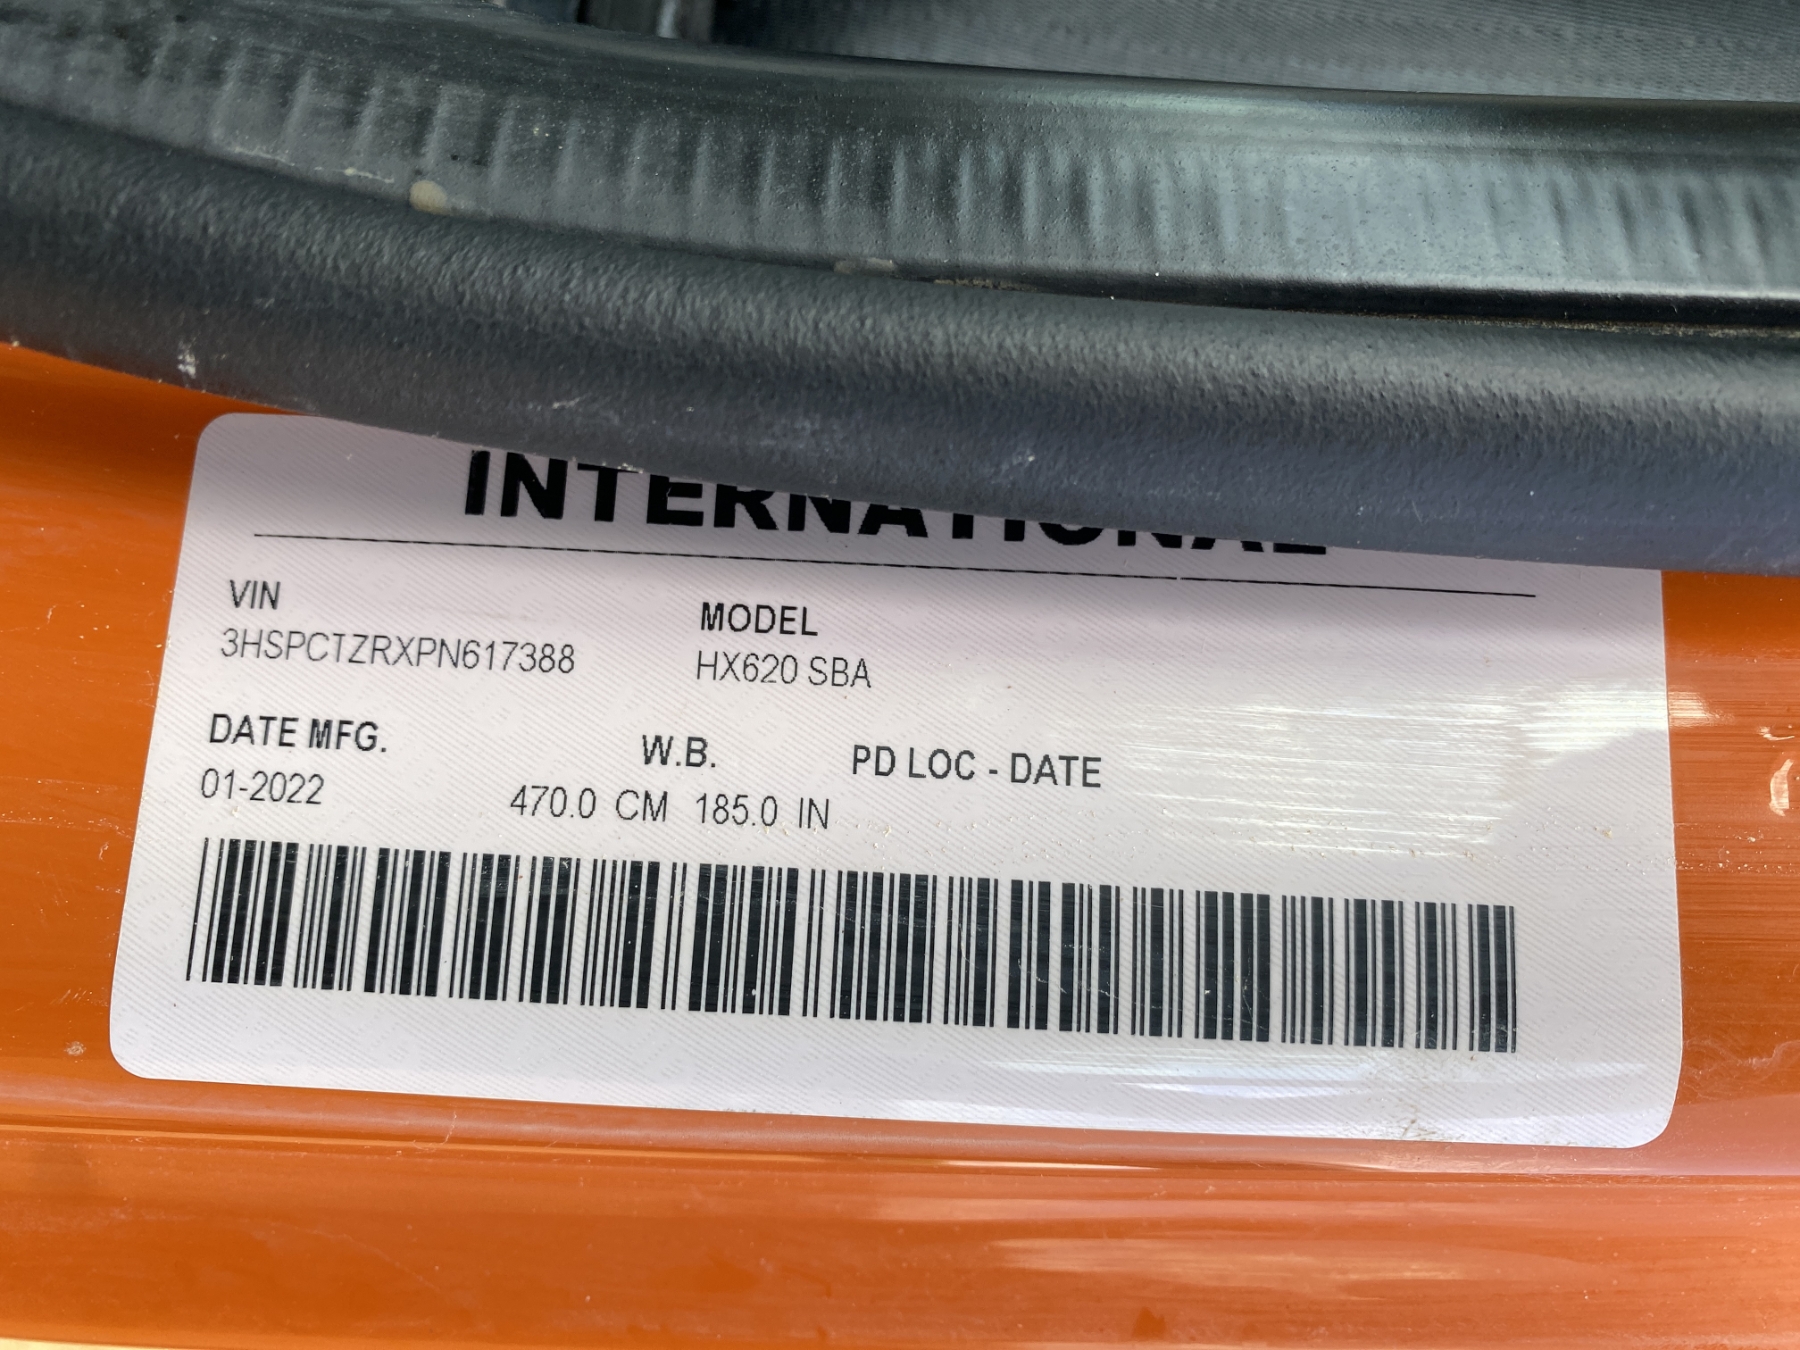 INTERNATIONAL
VIN
3HSPCTZRXPN617388
MODEL
HX620 SBA
DATE MFG.
01-2022
W.B.
470.0 CM 185.0 IN
PD LOC - DATE